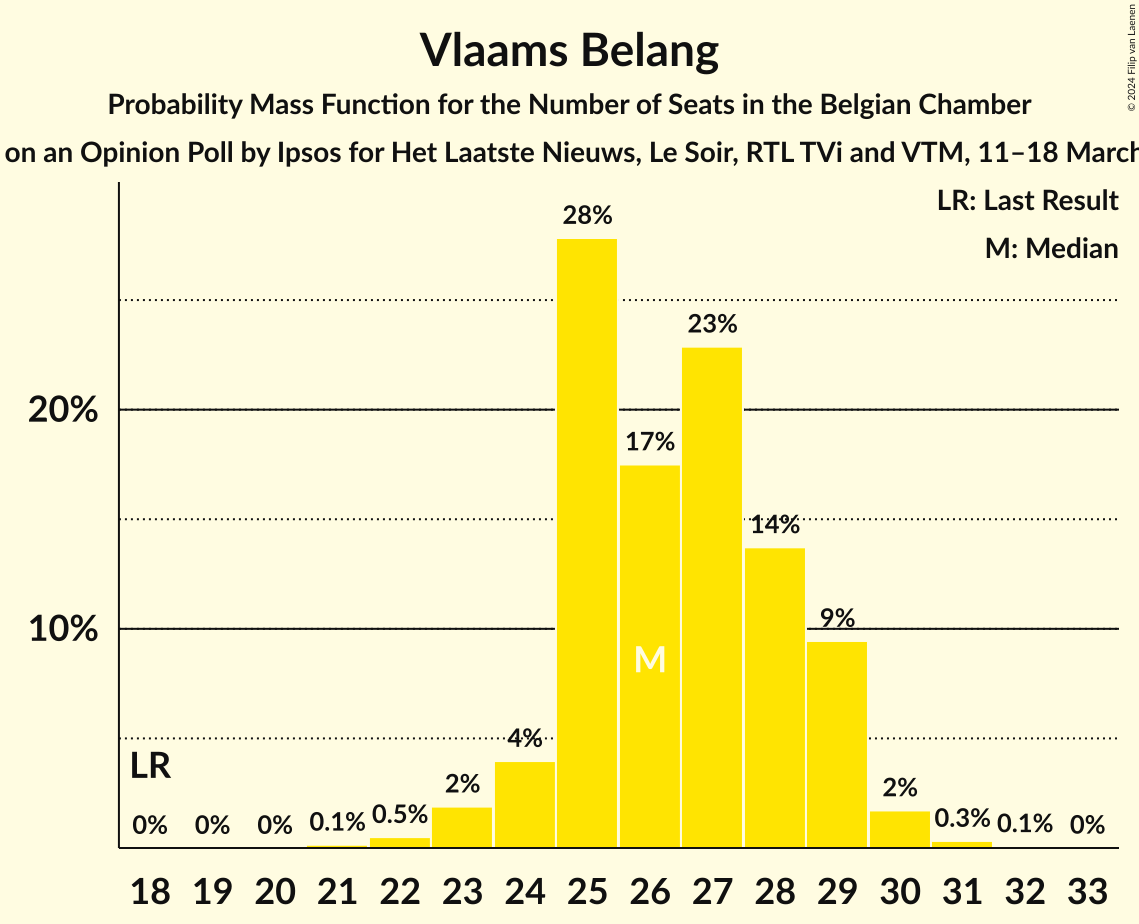 Vlaams Belang
Probability Mass Function for the Number of Seats in the Belgian Chamber
on an Opinion Poll by Ipsos for Het Laatste Nieuws, Le Soir, RTL TVi and VTM, 11–18 March
© 2024 Filip van Laenen
LR: Last Result
M: Median
28%
23%
20%
17%
14%
10%
9%
M
4%
LR
2%
2%
0% 0% 0% 0.1% 0.5% 0.3% 0.1% 0%
18 19 20 21 22 23 24 25 26 27 28 29 30 31 32 33